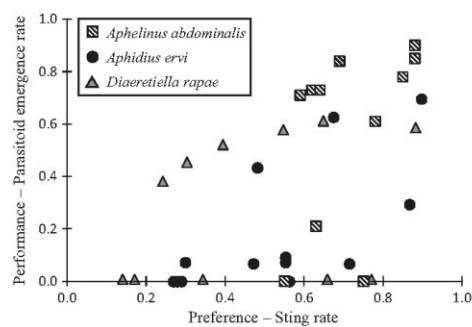 Aphelinus abdominalis
Aphidius ervi
Diaeretiella rapae
Performance – Parasitoid emergence rate
1.0
0.8
0.6
0.4
0.2
0.0
0.0 0.2 0.4 0.6 0.8 1.0
Preference – Sting rate